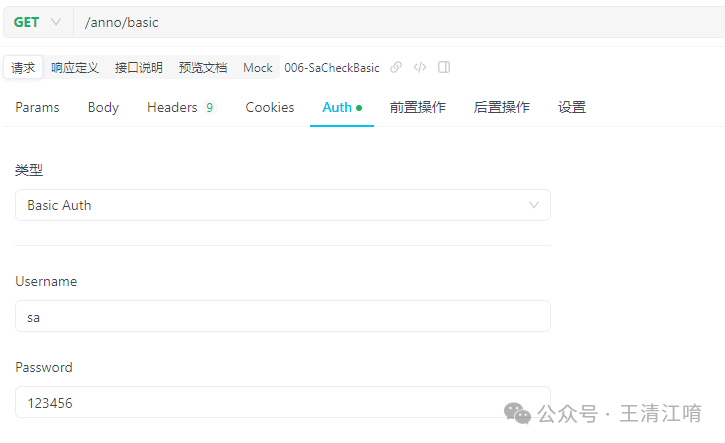 GET /anno/basic
请求 响应定义 接口说明 预览文档 Mock 006-SaCheckBasic
Params Body Headers 9 Cookies Auth 前置操作 后置操作 设置
类型
Basic Auth
Username
sa
Password
123456
公众号 · 王清江唷